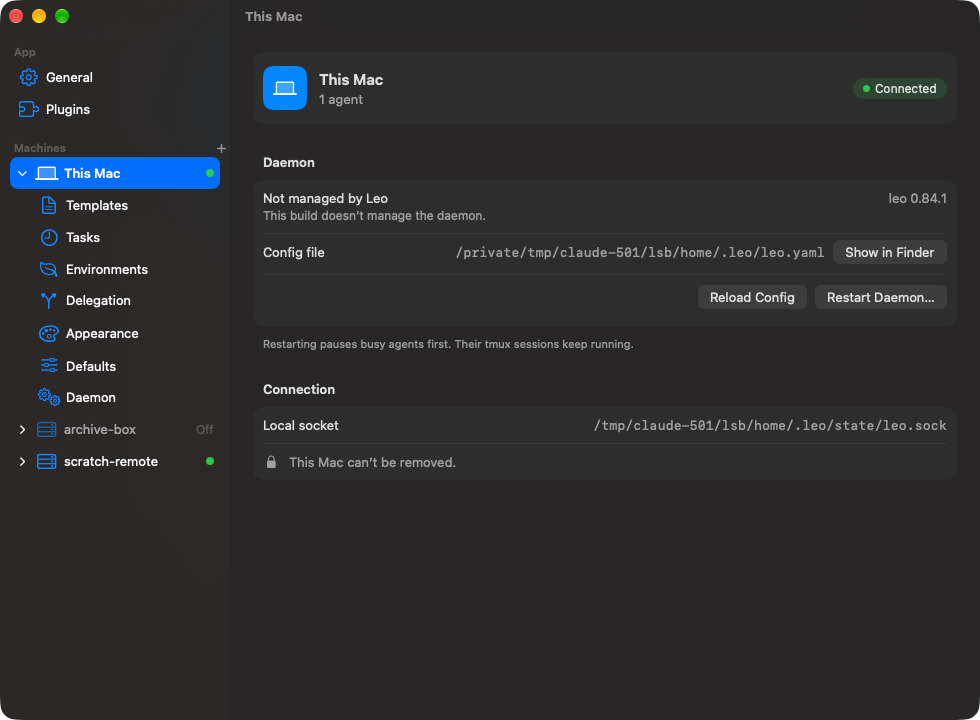 This Mac
App
General
Plugins
Machines
This Mac
Templates
Tasks
Environments
Delegation
Appearance
Defaults
Daemon
archive-box Off
scratch-remote
This Mac
1 agent
Connected
Daemon
Not managed by Leo leo 0.84.1
This build doesn’t manage the daemon.
Config file /private/tmp/claude-501/lsb/home/.leo/leo.yaml Show in Finder
Reload Config Restart Daemon...
Restarting pauses busy agents first. Their tmux sessions keep running.
Connection
Local socket /tmp/claude-501/lsb/home/.leo/state/leo.sock
This Mac can’t be removed.